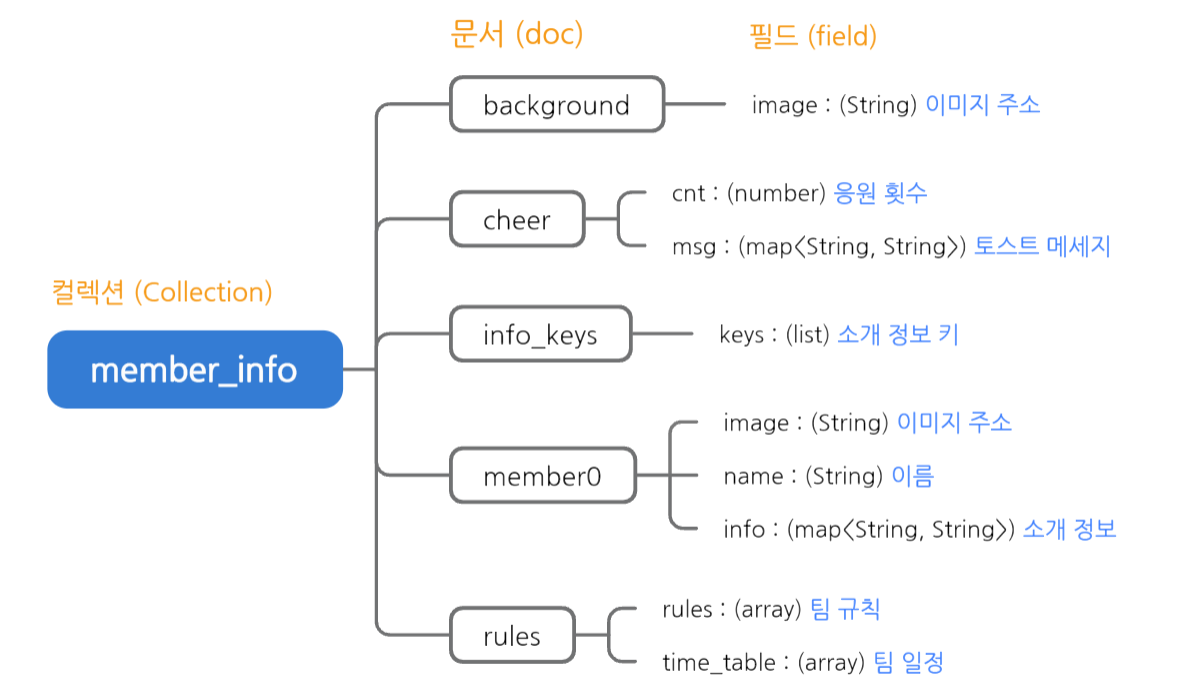 문서 (doc)
필드 (field)
background
image : (String) 이미지 주소
cheer
cnt : (number) 응원 횟수
msg : (map<String, String>) 토스트 메세지
컬렉션 (Collection)
member_info
info_keys
keys : (list) 소개 정보 키
member0
image : (String) 이미지 주소
name : (String) 이름
info : (map<String, String>) 소개 정보
rules
rules : (array) 팀 규칙
time_table : (array) 팀 일정